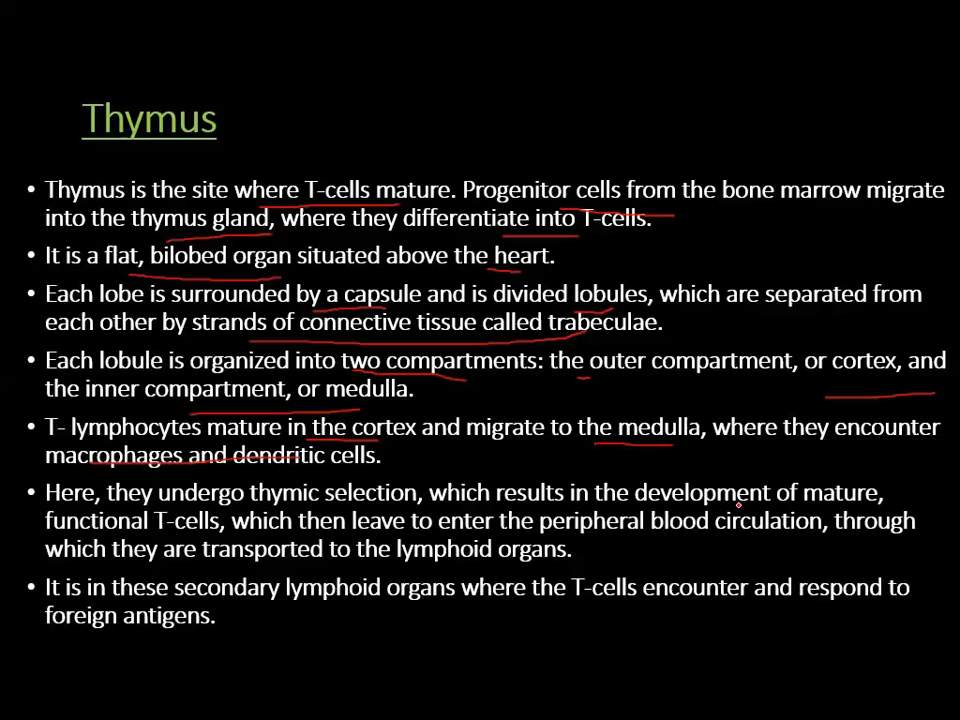 Thymus
• Thymus is the site where T-cells mature. Progenitor cells from the bone marrow migrate
into the thymus gland, where they differentiate into T-cells.
• It is a flat, bilobed organ situated above the heart.
• Each lobe is surrounded by a capsule and is divided lobules, which are separated from
each other by strands of connective tissue called trabeculae.
• Each lobule is organized into two compartments: the outer compartment, or cortex, and
the inner compartment, or medulla.
• T- lymphocytes mature in the cortex and migrate to the medulla, where they encounter
macrophages and dendritic cells.
• Here, they undergo thymic selection, which results in the development of mature,
functional T-cells, which then leave to enter the peripheral blood circulation, through
which they are transported to the lymphoid organs.
• It is in these secondary lymphoid organs where the T-cells encounter and respond to
foreign antigens.